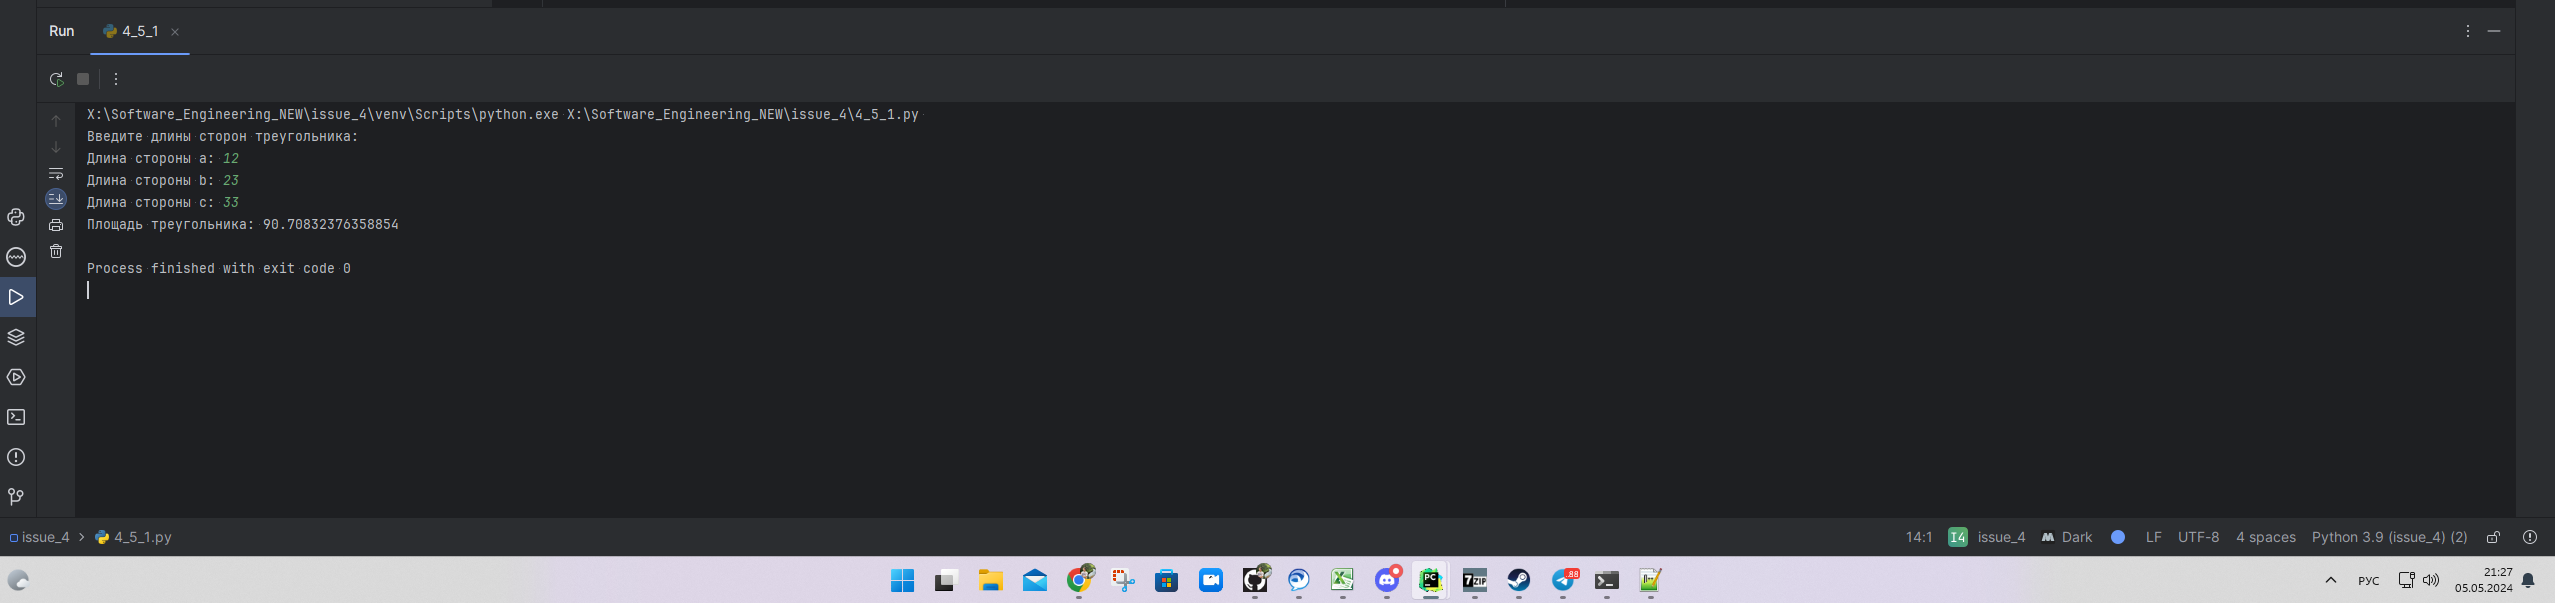 Run 4_5_1
X:\Software_Engineering_NEW\issue_4\venv\Scripts\python.exe X:\Software_Engineering_NEW\issue_4\4_5_1.py
Введите длины сторон треугольника:
Длина стороны a: 12
Длина стороны b: 23
Длина стороны c: 33
Площадь треугольника: 90.70832376358854
Process finished with exit code 0
issue_4 > 4_5_1.py 14:1 I4 issue_4 Dark LF UTF-8 4 spaces Python 3.9 (issue_4) (2)
PC 7ZIP 88 РУС 21:27
05.05.2024